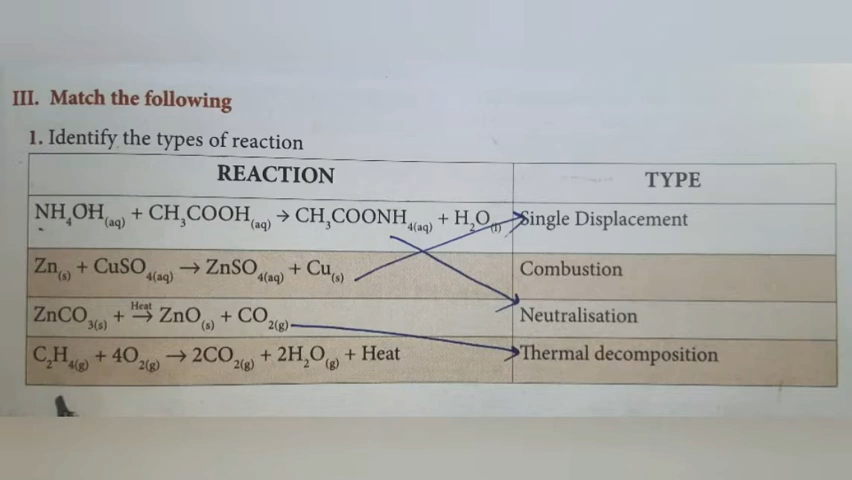 III. Match the following
1. Identify the types of reaction
REACTION TYPE
NH₄OH(aq) + CH₃COOH(aq) → CH₃COONH₄(aq) + H₂O(l) Single Displacement
Zn(s) + CuSO₄(aq) → ZnSO₄(aq) + Cu(s) Combustion
ZnCO₃(s) + Heat→ ZnO(s) + CO₂(g) Neutralisation
C₂H₄(g) + 4O₂(g) → 2CO₂(g) + 2H₂O(g) + Heat Thermal decomposition